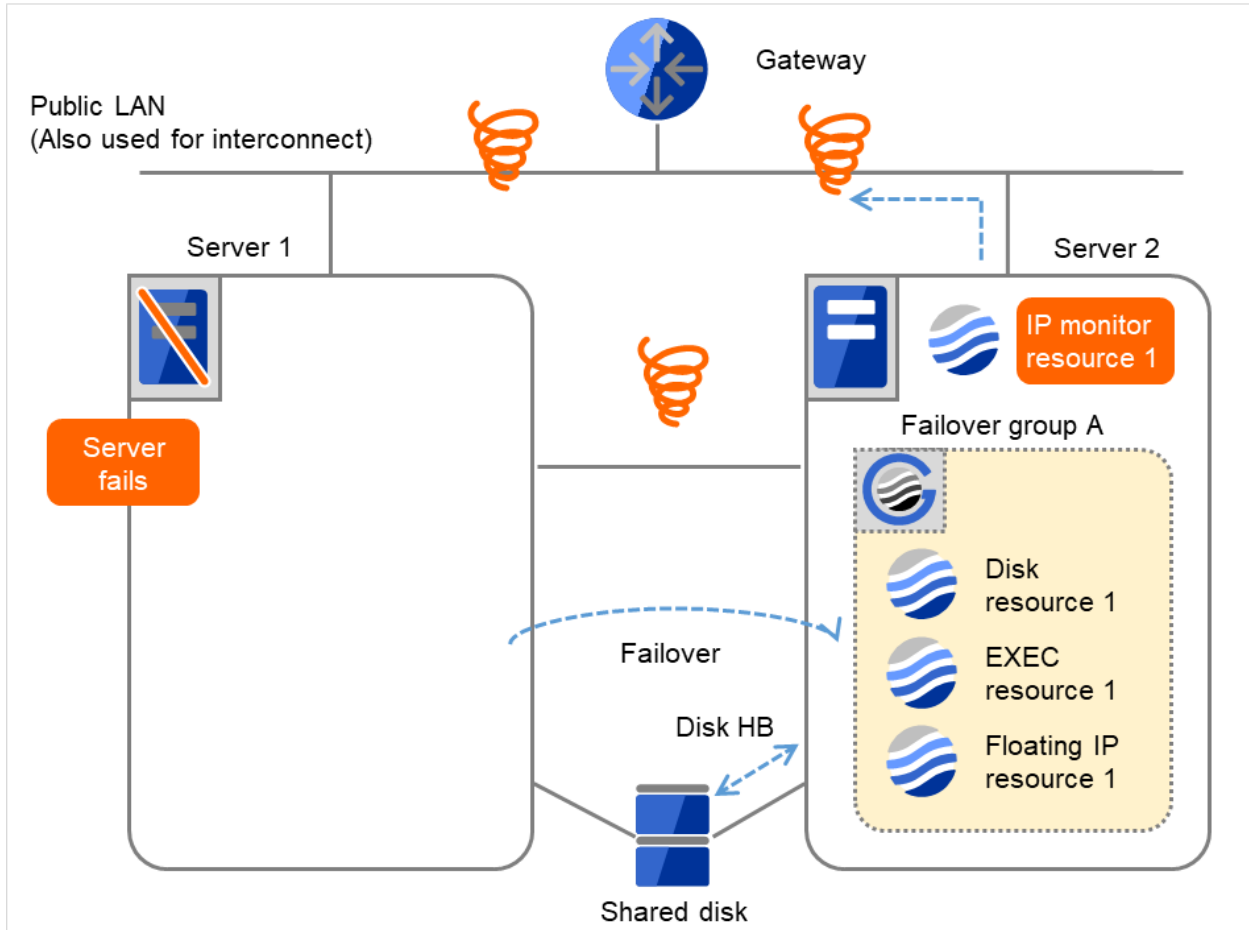 Gateway
Public LAN
(Also used for interconnect)
Server 1
Server 2
IP monitor
resource 1
Server
fails
Failover group A
Disk
resource 1
EXEC
resource 1
Failover
Disk HB
Floating IP
resource 1
Shared disk